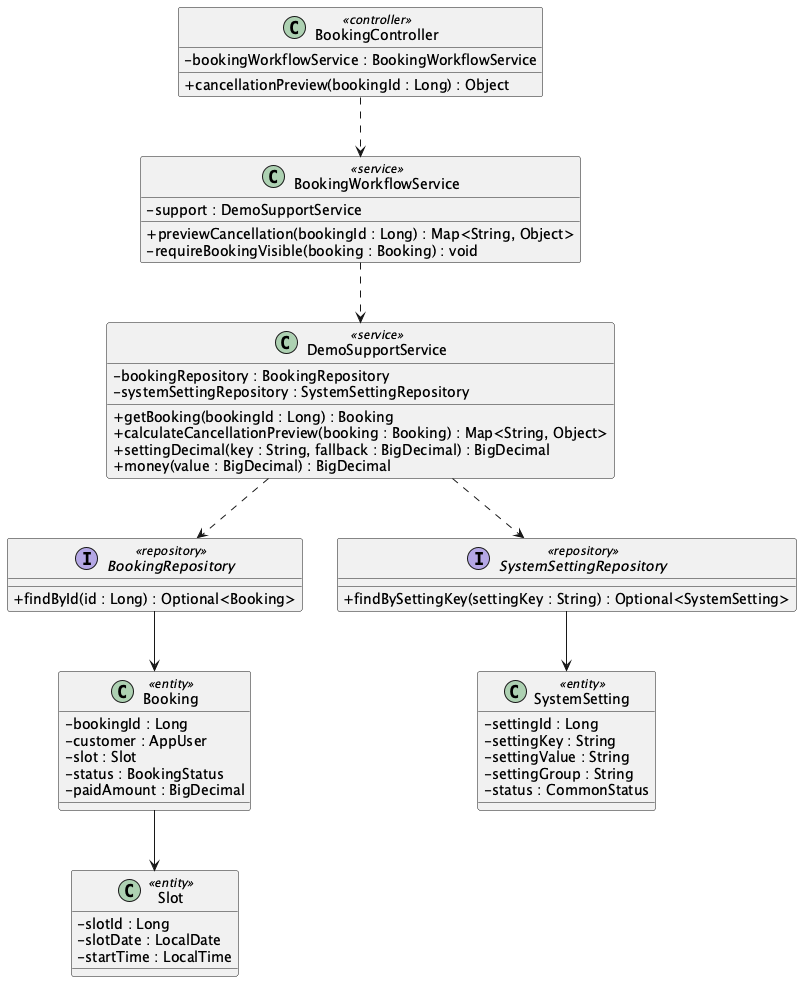 C «controller»
BookingController
-bookingWorkflowService : BookingWorkflowService
+cancellationPreview(bookingId : Long) : Object
C «service»
BookingWorkflowService
-support : DemoSupportService
+previewCancellation(bookingId : Long) : Map<String, Object>
-requireBookingVisible(booking : Booking) : void
C «service»
DemoSupportService
-bookingRepository : BookingRepository
-systemSettingRepository : SystemSettingRepository
+getBooking(bookingId : Long) : Booking
+calculateCancellationPreview(booking : Booking) : Map<String, Object>
+settingDecimal(key : String, fallback : BigDecimal) : BigDecimal
+money(value : BigDecimal) : BigDecimal
I «repository»
BookingRepository
+findById(id : Long) : Optional<Booking>
I «repository»
SystemSettingRepository
+findBySettingKey(settingKey : String) : Optional<SystemSetting>
C «entity»
Booking
-bookingId : Long
-customer : AppUser
-slot : Slot
-status : BookingStatus
-paidAmount : BigDecimal
C «entity»
SystemSetting
-settingId : Long
-settingKey : String
-settingValue : String
-settingGroup : String
-status : CommonStatus
C «entity»
Slot
-slotId : Long
-slotDate : LocalDate
-startTime : LocalTime